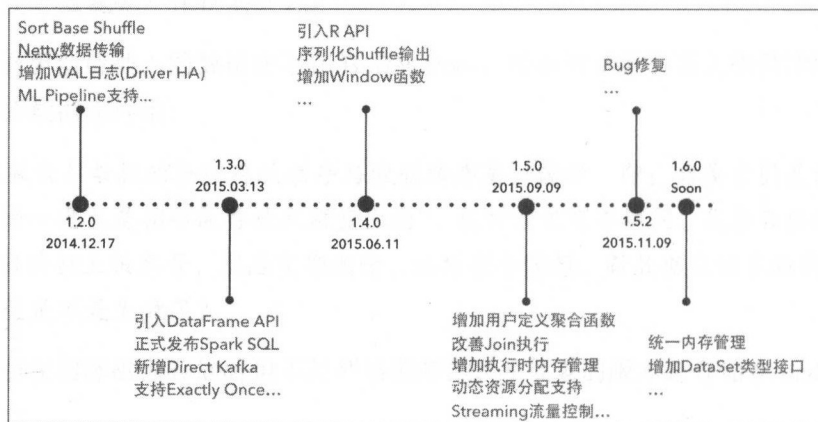 Sort Base Shuffle
Netty数据传输
增加WAL日志(Driver HA)
ML Pipeline支持...
1.2.0
2014.12.17
1.3.0
2015.03.13
引入DataFrame API
正式发布Spark SQL
新增Direct Kafka
支持Exactly Once...
引入R API
序列化Shuffle输出
增加Window函数
...
1.4.0
2015.06.11
1.5.0
2015.09.09
增加用户定义聚合函数
改善Join执行
增加执行时内存管理
动态资源分配支持
Streaming流量控制...
Bug修复
...
1.5.2
2015.11.09
1.6.0
Soon
统一内存管理
增加DataSet类型接口
...